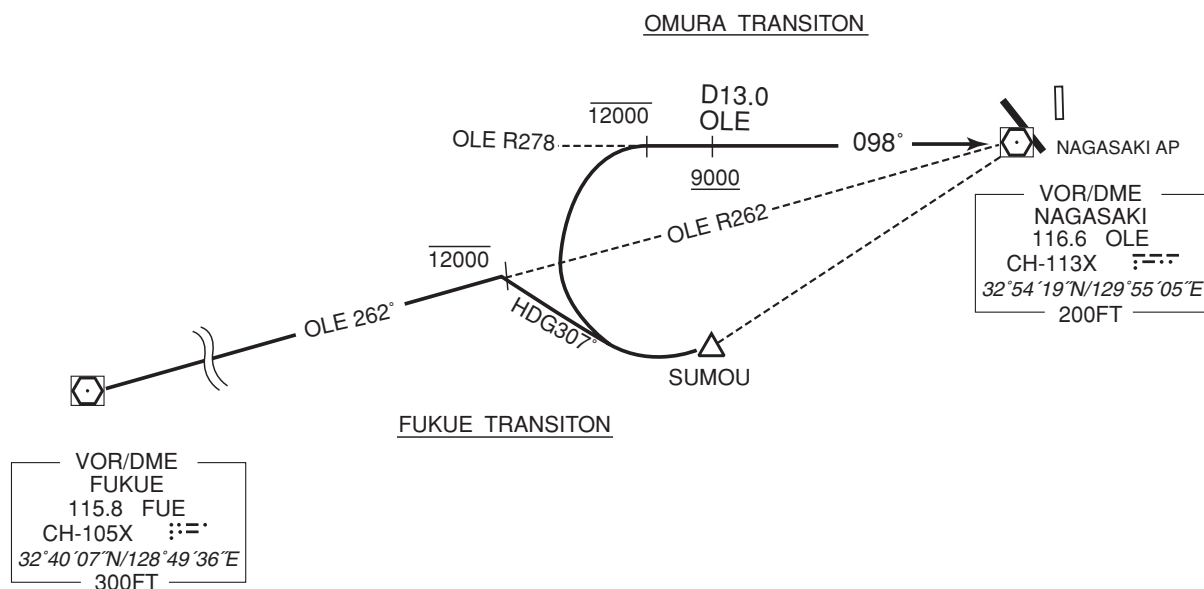 OMURA TRANSITON
12000
D13.0
OLE
OLE R278
098°
NAGASAKI AP
9000
VOR/DME
NAGASAKI
116.6 OLE
CH-113X
32°54′19″N/129°55′05″E
200FT
OLE R262
12000
OLE 262°
HDG307°
SUMOU
FUKUE TRANSITON
VOR/DME
FUKUE
115.8 FUE
CH-105X
32°40′07″N/128°49′36″E
300FT